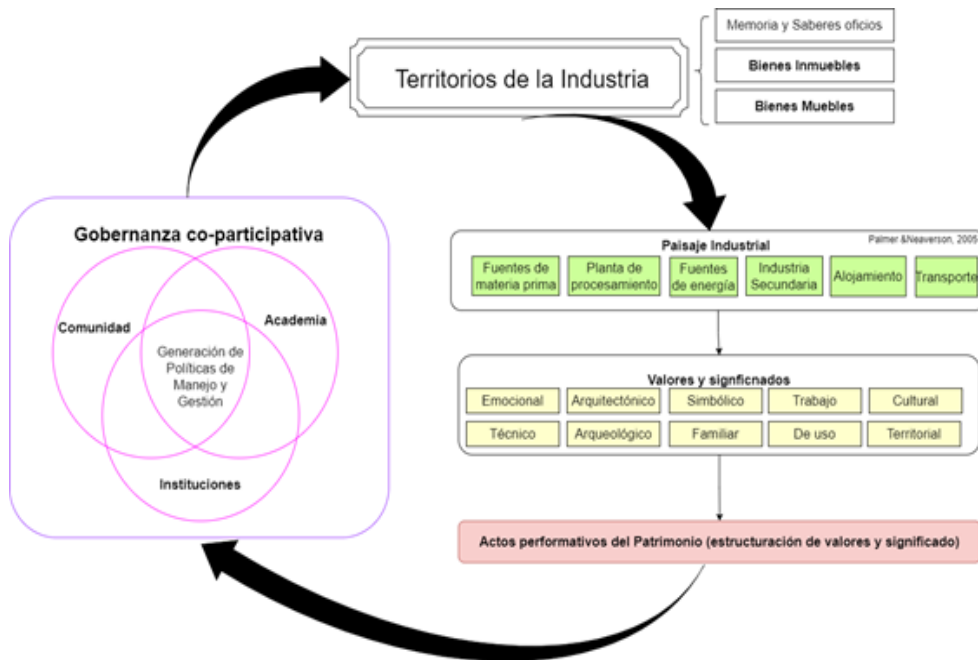 Territorios de la Industria
Memoria y Saberes oficios
Bienes Inmuebles
Bienes Muebles
Palmer &Neaverson, 2005
Paisaje Industrial
Fuentes de
materia prima
Planta de
procesamiento
Fuentes
de energía
Industria
Secundaria
Alojamiento
Transporte
Valores y signficnados
Emocional
Arquitectónico
Simbólico
Trabajo
Cultural
Técnico
Arqueológico
Familiar
De uso
Territorial
Actos performativos del Patrimonio (estructuración de valores y significado)
Gobernanza co-participativa
Comunidad
Academia
Generación de
Políticas de
Manejo y
Gestión
Instituciones